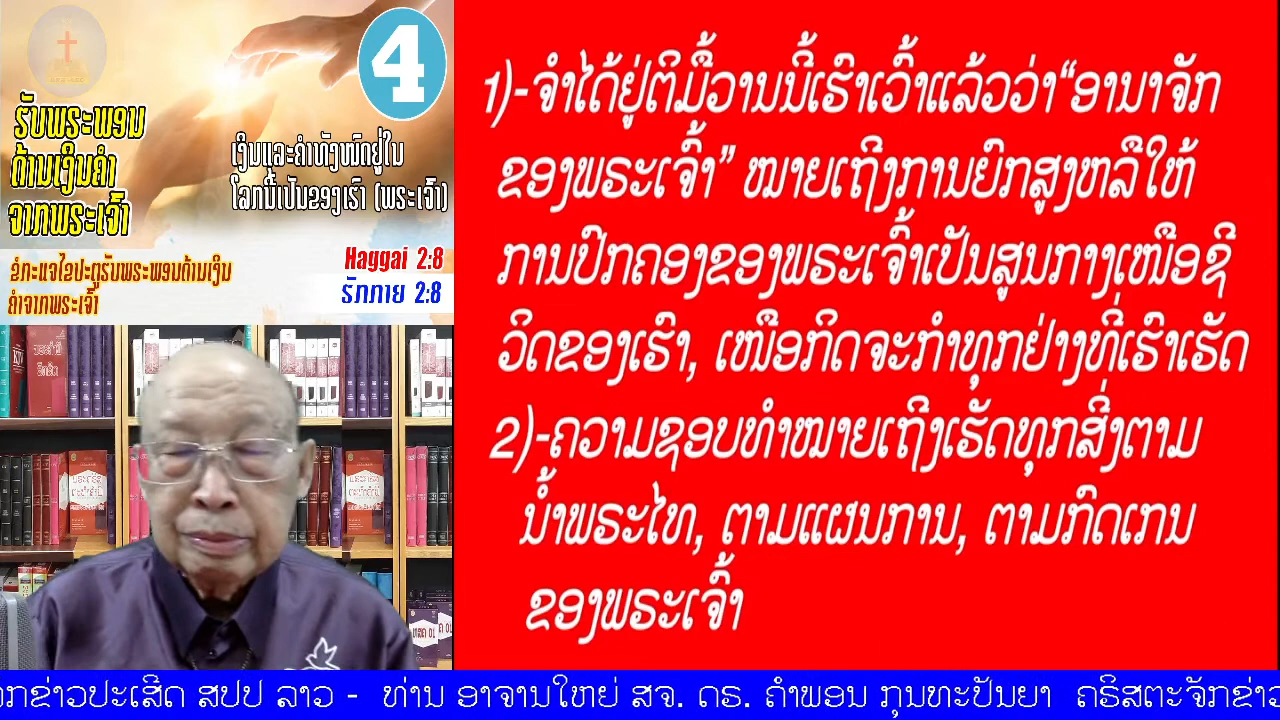 4
ຮັບພຣະພອນ
ດ້ານເງິນຄຳ
ຈາກພຣະເຈົ້າ
ເງິນແລະຄຳທັງໝົດຢູ່ໃນ
ໂລກນີ້ເປັນຂອງເຮົາ (ພຣະເຈົ້າ)
Haggai 2:8
ຮັກກາຍ 2:8
ຂໍກະແຈໄຂປະຕູຮັບພຣະພອນດ້ານເງິນ
ຄຳຈາກພຣະເຈົ້າ
1)-ຈຳໄດ້ຢູ່ຕິມື້ວານນີ້ເຮົາເວົ້າແລ້ວວ່າ“ອານາຈັກ
ຂອງພຣະເຈົ້າ” ໝາຍເຖິງການຍົກສູງຫລືໃຫ້
ການປົກຄອງຂອງພຣະເຈົ້າເປັນສູນກາງເໜືອຊີ
ວິດຂອງເຮົາ, ເໜືອກິດຈະກຳທຸກຢ່າງທີ່ເຮົາເຮັດ
2)-ຄວາມຊອບທຳໝາຍເຖິງເຮັດທຸກສິ່ງຕາມ
ນ້ຳພຣະໄທ, ຕາມແຜນການ, ຕາມກົດເກນ
ຂອງພຣະເຈົ້າ
ກຂ່າວປະເສີດ ສປປ ລາວ - ທ່ານ ອາຈານໃຫຍ່ ສຈ. ດຣ. ຄຳພອນ ກຸນທະປັນຍາ ຄຣິສຕະຈັກຂ່າວ